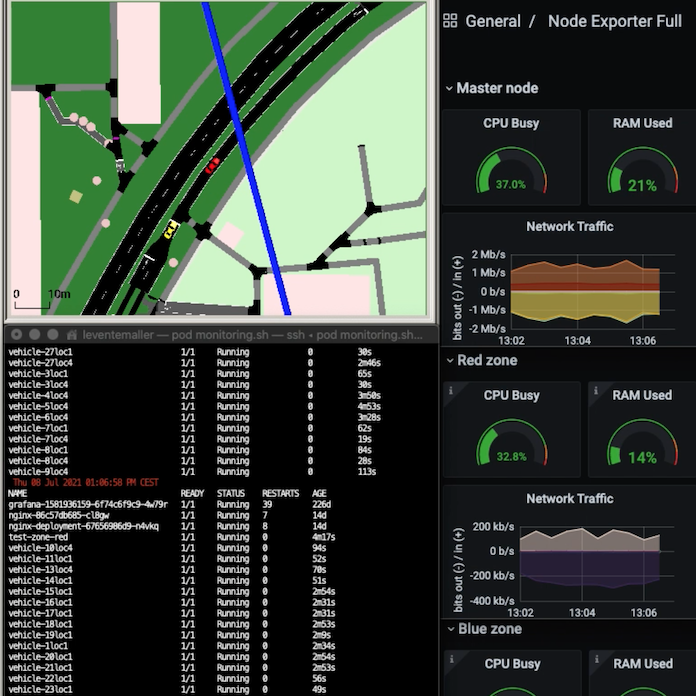 General / Node Exporter Full
Master node
CPU Busy
RAM Used
37.0%
21%
Network Traffic
bits out (-) / in (+)
2 Mb/s
1 Mb/s
0 b/s
-1 Mb/s
-2 Mb/s
13:02
13:04
13:06
Red zone
i
CPU Busy
i
RAM Used
32.8%
14%
Network Traffic
bits out (-) / in (+)
200 kb/s
0 b/s
-200 kb/s
-400 kb/s
13:02
13:04
13:06
Blue zone
i
CPU Busy
i
RAM Used
0 10m
leventemaller — pod monitoring.sh — ssh • pod monitoring.sh...
vehicle-27loc1 1/1 Running 0 30s
vehicle-27loc4 1/1 Running 0 2m46s
vehicle-3loc1 1/1 Running 0 65s
vehicle-3loc4 1/1 Running 0 30s
vehicle-4loc4 1/1 Running 0 3m50s
vehicle-5loc4 1/1 Running 0 4m53s
vehicle-6loc4 1/1 Running 0 3m28s
vehicle-7loc1 1/1 Running 0 62s
vehicle-7loc4 1/1 Running 0 19s
vehicle-8loc1 1/1 Running 0 84s
vehicle-8loc4 1/1 Running 0 28s
vehicle-9loc4 1/1 Running 0 113s
Thu 08 Jul 2021 01:06:58 PM CEST
NAME READY STATUS RESTARTS AGE
grafana-1581936159-6f74c6f9c9-4w79r 1/1 Running 39 226d
nginx-86c57db685-cl8gw 1/1 Running 7 14d
nginx-deployment-67656986d9-n4vkq 1/1 Running 8 14d
test-zone-red 1/1 Running 0 4m17s
vehicle-10loc4 1/1 Running 0 94s
vehicle-11loc1 1/1 Running 0 52s
vehicle-13loc4 1/1 Running 0 70s
vehicle-14loc1 1/1 Running 0 51s
vehicle-15loc1 1/1 Running 0 2m54s
vehicle-16loc1 1/1 Running 0 2m31s
vehicle-17loc1 1/1 Running 0 2m31s
vehicle-18loc1 1/1 Running 0 2m53s
vehicle-19loc1 1/1 Running 0 2m9s
vehicle-1loc1 1/1 Running 0 2m34s
vehicle-20loc1 1/1 Running 0 2m54s
vehicle-21loc1 1/1 Running 0 2m53s
vehicle-22loc1 1/1 Running 0 56s
vehicle-23loc1 1/1 Running 0 49s